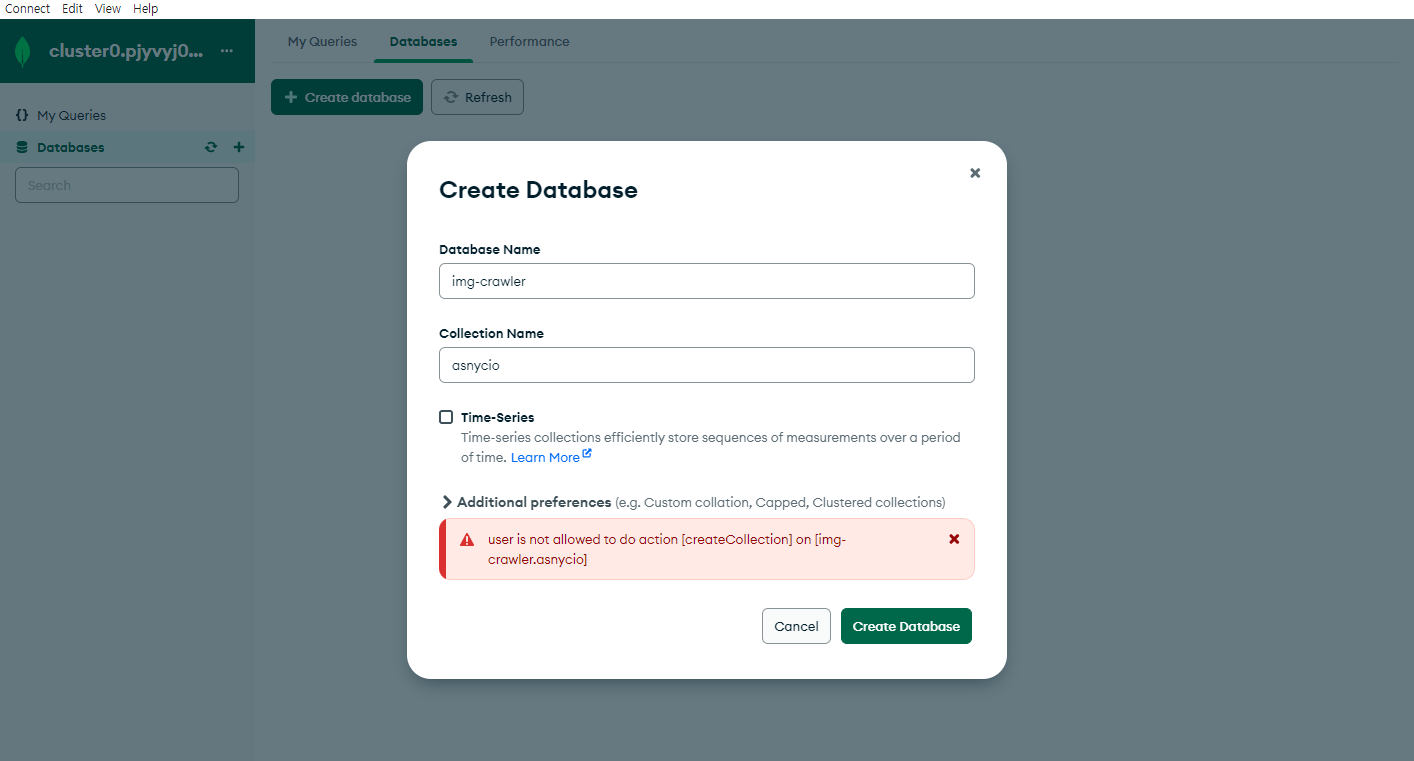 Connect Edit View Help
cluster0.pjyvyj0... ...
My Queries Databases Performance
Create database Refresh
{} My Queries
Databases
Search
Create Database
Database Name
img-crawler
Collection Name
asnycio
Time-Series
Time-series collections efficiently store sequences of measurements over a period
of time. Learn More
Additional preferences (e.g. Custom collation, Capped, Clustered collections)
user is not allowed to do action [createCollection] on [img-
crawler.asnycio]
Cancel Create Database